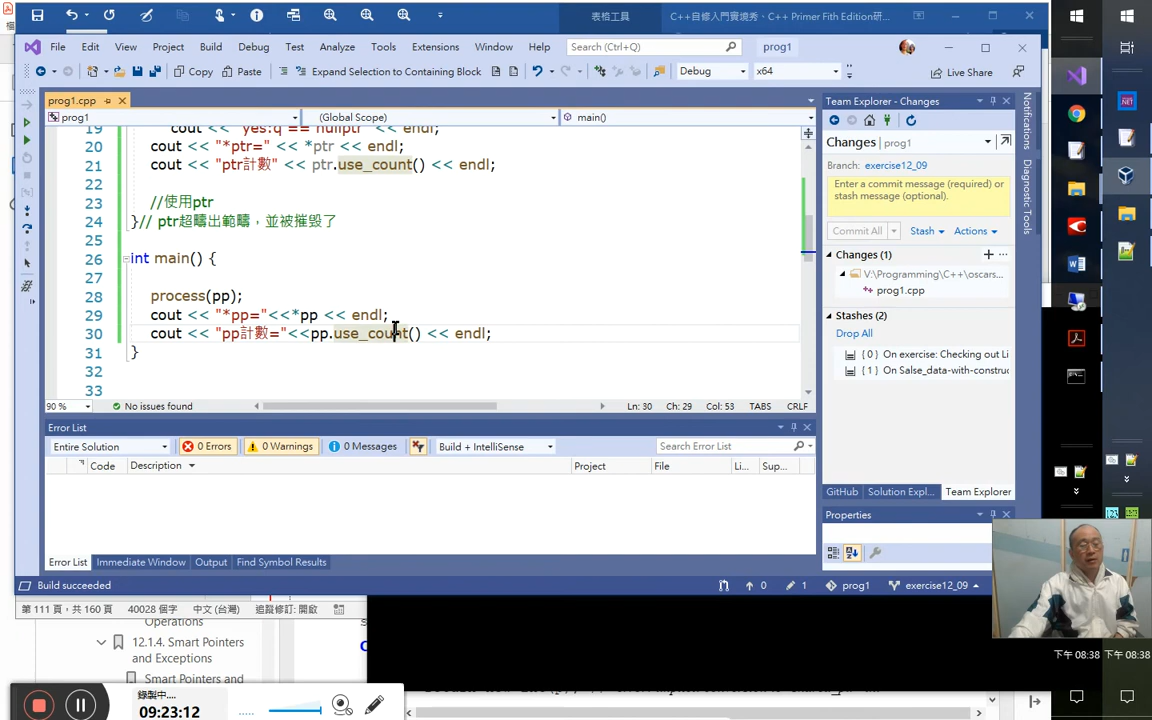 表格工具
C++自修入門實境秀、C++ Primer Fith Edition研...
File Edit View Project Build Debug Test Analyze Tools Extensions Window Help Search (Ctrl+Q) prog1
Copy Paste Expand Selection to Containing Block Debug x64 Live Share
prog1.cpp
prog1 (Global Scope) main()
19 cout << "yes:q == nullptr" << endl;
20 cout << "*ptr=" << *ptr << endl;
21 cout << "ptr計數" << ptr.use_count() << endl;
22
23 //使用ptr
24 }// ptr超疇出範疇，並被摧毀了
25
26 int main() {
27
28 process(pp);
29 cout << "*pp="<<*pp << endl;
30 cout << "pp計數="<<pp.use_count() << endl;
31 }
32
33
90 % No issues found Ln: 30 Ch: 29 Col: 53 TABS CRLF
Error List
Entire Solution 0 Errors 0 Warnings 0 Messages Build + IntelliSense Search Error List
Code Description Project File Li... Sup...
Error List Immediate Window Output Find Symbol Results
Team Explorer - Changes
Changes prog1
Branch: exercise12_09
Enter a commit message (required) or
stash message (optional).
Commit All Stash Actions
Changes (1)
V:\Programming\C++\oscars...
prog1.cpp
Stashes (2)
Drop All
{ 0 } On exercise: Checking out Li
{ 1 } On Salse_data-with-construc
GitHub Solution Expl... Team Explorer
Properties
Notifications
Diagnostic Tools
Build succeeded 0 1 prog1 exercise12_09
第 111 頁，共 160 頁 40028 個字 中文 (台灣) 追蹤修訂: 開啟
Operations
12.1.4. Smart Pointers
and Exceptions
Smart Pointers and
錄製中....
09:23:12
下午 08:38 下午 08:38